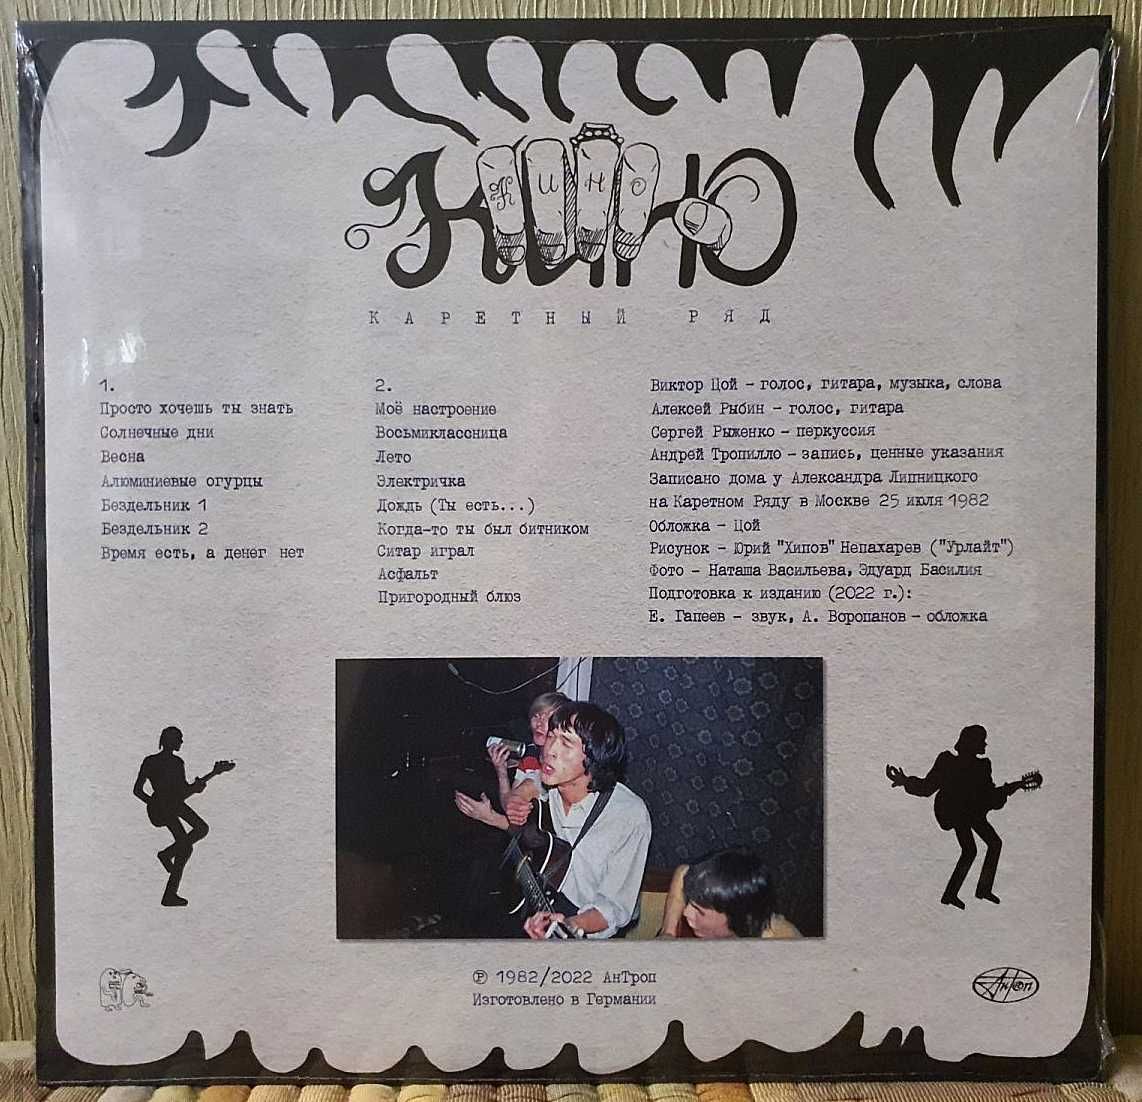 К И Н О
КИНО
КАРЕТНЫЙ РЯД
1.
Просто хочешь ты знать
Солнечные дни
Весна
Алюминиевые огурцы
Бездельник 1
Бездельник 2
Время есть, а денег нет
2.
Моё настроение
Восьмиклассница
Лето
Электричка
Дождь (Ты есть...)
Когда-то ты был битником
Ситар играл
Асфальт
Пригородный блюз
Виктор Цой - голос, гитара, музыка, слова
Алексей Рыбин - голос, гитара
Сергей Рыженко - перкуссия
Андрей Тропилло - запись, ценные указания
Записано дома у Александра Липницкого
на Каретном Ряду в Москве 25 июля 1982
Обложка - Цой
Рисунок - Юрий "Хипов" Непахарев ("Урлайт")
Фото - Наташа Васильева, Эдуард Басилия
Подготовка к изданию (2022 г.):
Е. Гапеев - звук, А. Воропанов - обложка
℗ 1982/2022 АнТроп
Изготовлено в Германии